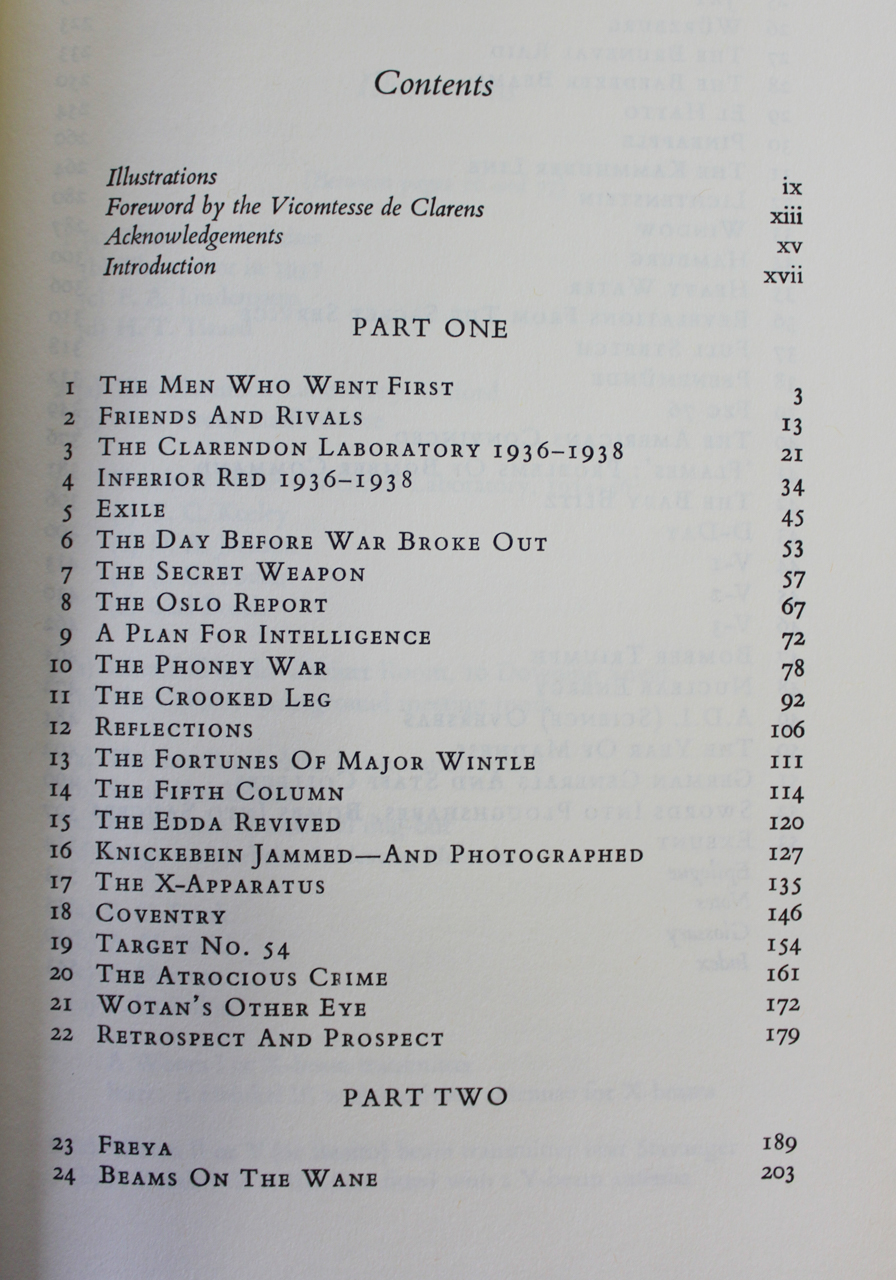 Contents
Illustrations ix
Foreword by the Vicomtesse de Clarens xiii
Acknowledgements xv
Introduction xvii
PART ONE
1 The Men Who Went First 3
2 Friends And Rivals 13
3 The Clarendon Laboratory 1936–1938 21
4 Inferior Red 1936–1938 34
5 Exile 45
6 The Day Before War Broke Out 53
7 The Secret Weapon 57
8 The Oslo Report 67
9 A Plan For Intelligence 72
10 The Phoney War 78
11 The Crooked Leg 92
12 Reflections 106
13 The Fortunes Of Major Wintle 111
14 The Fifth Column 114
15 The Edda Revived 120
16 Knickebein Jammed—And Photographed 127
17 The X-Apparatus 135
18 Coventry 146
19 Target No. 54 154
20 The Atrocious Crime 161
21 Wotan's Other Eye 172
22 Retrospect And Prospect 179
PART TWO
23 Freya 189
24 Beams On The Wane 203